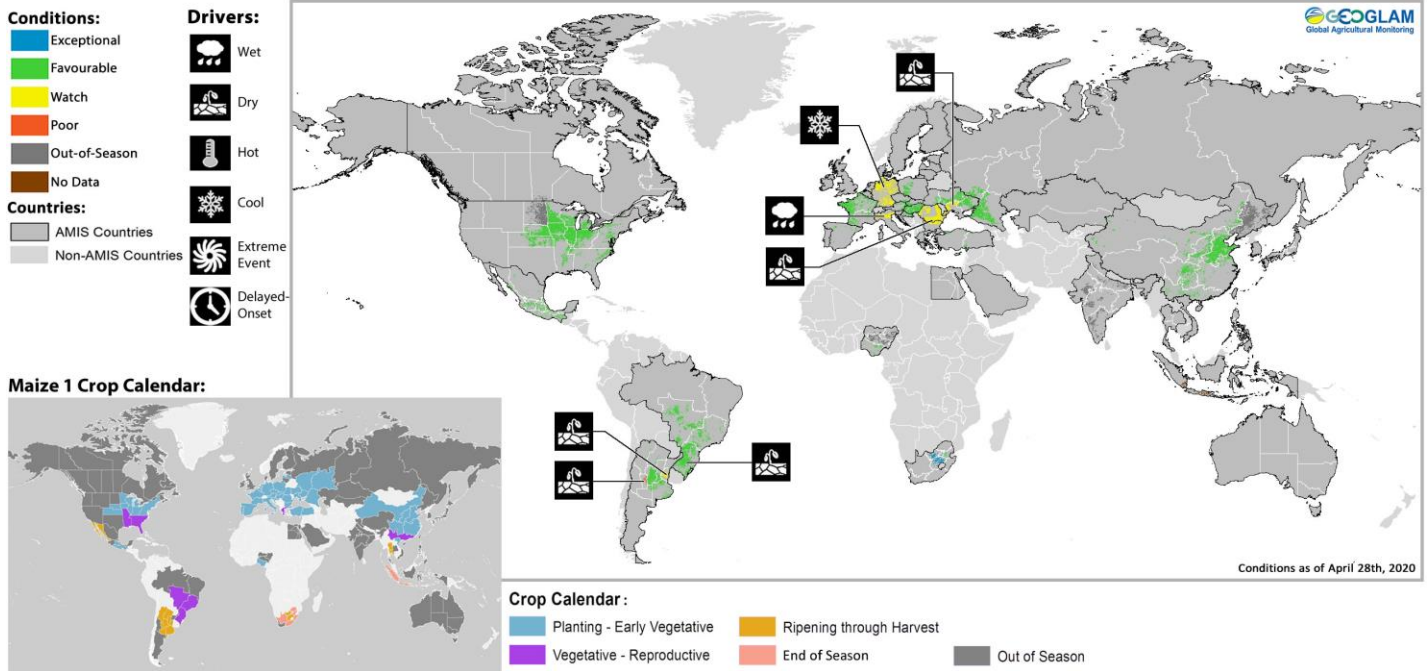 Conditions:
Exceptional
Favourable
Watch
Poor
Out-of-Season
No Data
Countries:
AMIS Countries
Non-AMIS Countries
Drivers:
Wet
Dry
Hot
Cool
Extreme
Event
Delayed-
Onset
GEOGLAM
Global Agricultural Monitoring
Conditions as of April 28th, 2020
Maize 1 Crop Calendar:
Crop Calendar :
Planting - Early Vegetative
Vegetative - Reproductive
Ripening through Harvest
End of Season
Out of Season